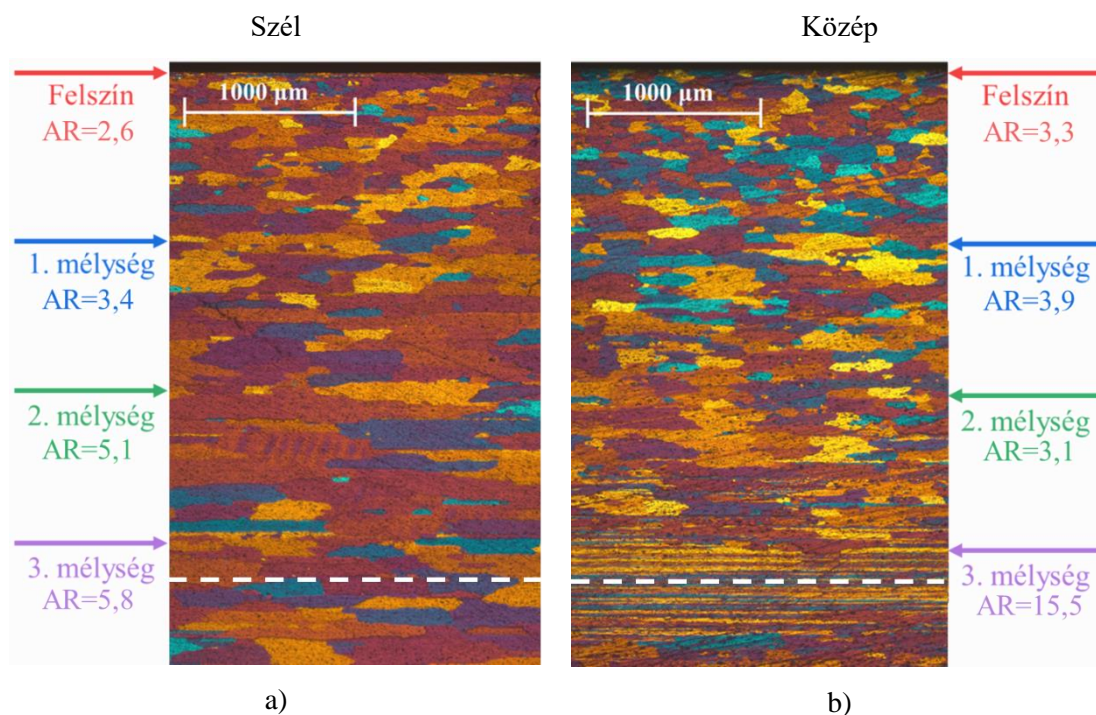 Szél
Közép
Felszín
AR=2,6
1. mélység
AR=3,4
2. mélység
AR=5,1
3. mélység
AR=5,8
1000 µm
1000 µm
Felszín
AR=3,3
1. mélység
AR=3,9
2. mélység
AR=3,1
3. mélység
AR=15,5
a)
b)